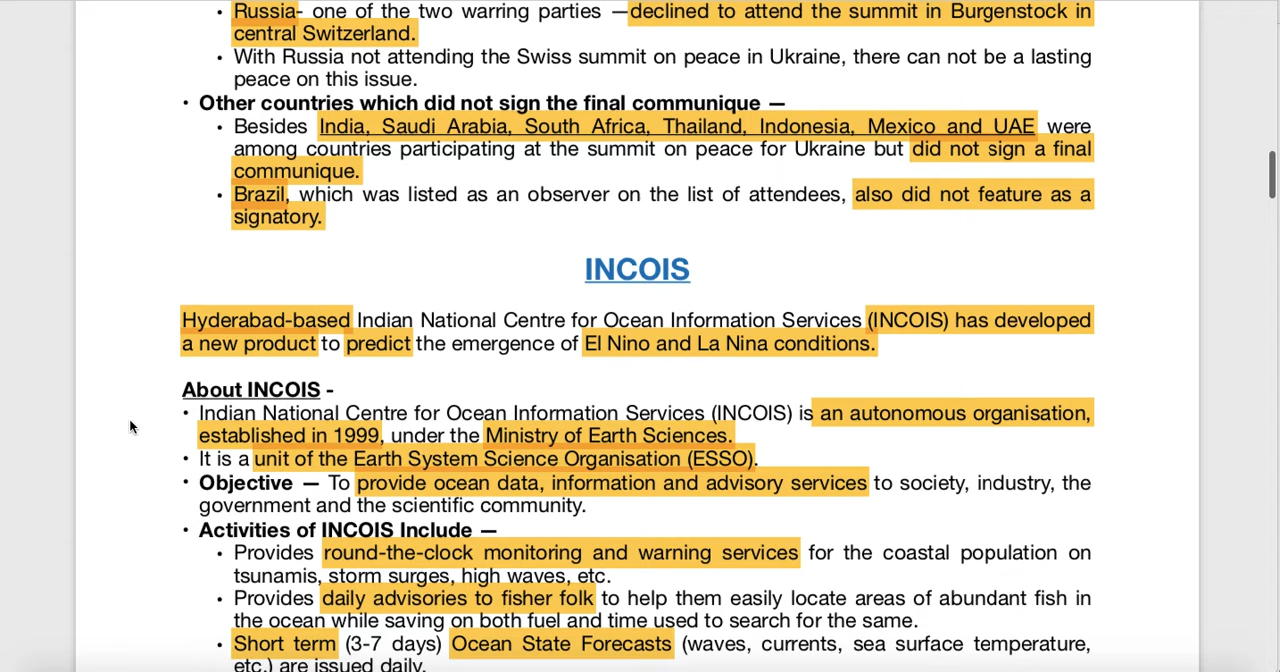 • Russia- one of the two warring parties —declined to attend the summit in Burgenstock in
central Switzerland.
• With Russia not attending the Swiss summit on peace in Ukraine, there can not be a lasting
peace on this issue.
• Other countries which did not sign the final communique —
• Besides India, Saudi Arabia, South Africa, Thailand, Indonesia, Mexico and UAE were
among countries participating at the summit on peace for Ukraine but did not sign a final
communique.
• Brazil, which was listed as an observer on the list of attendees, also did not feature as a
signatory.
INCOIS
Hyderabad-based Indian National Centre for Ocean Information Services (INCOIS) has developed
a new product to predict the emergence of El Nino and La Nina conditions.
About INCOIS -
• Indian National Centre for Ocean Information Services (INCOIS) is an autonomous organisation,
established in 1999, under the Ministry of Earth Sciences.
• It is a unit of the Earth System Science Organisation (ESSO).
• Objective — To provide ocean data, information and advisory services to society, industry, the
government and the scientific community.
• Activities of INCOIS Include —
• Provides round-the-clock monitoring and warning services for the coastal population on
tsunamis, storm surges, high waves, etc.
• Provides daily advisories to fisher folk to help them easily locate areas of abundant fish in
the ocean while saving on both fuel and time used to search for the same.
• Short term (3-7 days) Ocean State Forecasts (waves, currents, sea surface temperature,
etc.) are issued daily.